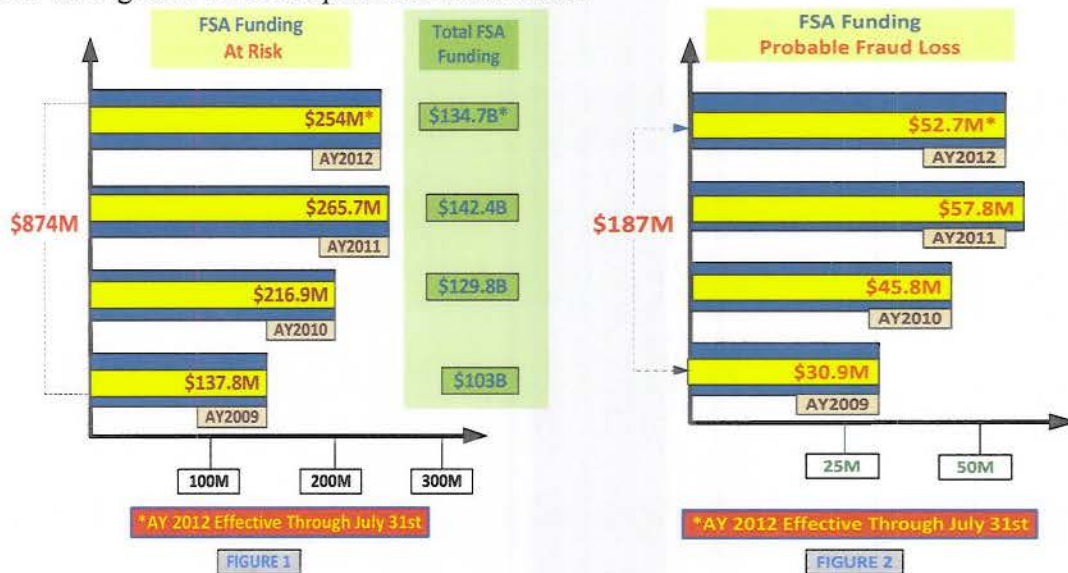 FSA Funding
At Risk
Total FSA
Funding
$254M*
$134.7B*
AY2012
$265.7M
$142.4B
AY2011
$874M
$216.9M
$129.8B
AY2010
$137.8M
$103B
AY2009
100M
200M
300M
*AY 2012 Effective Through July 31st
FIGURE 1
FSA Funding
Probable Fraud Loss
$52.7M*
AY2012
$57.8M
AY2011
$187M
$45.8M
AY2010
$30.9M
AY2009
25M
50M
*AY 2012 Effective Through July 31st
FIGURE 2